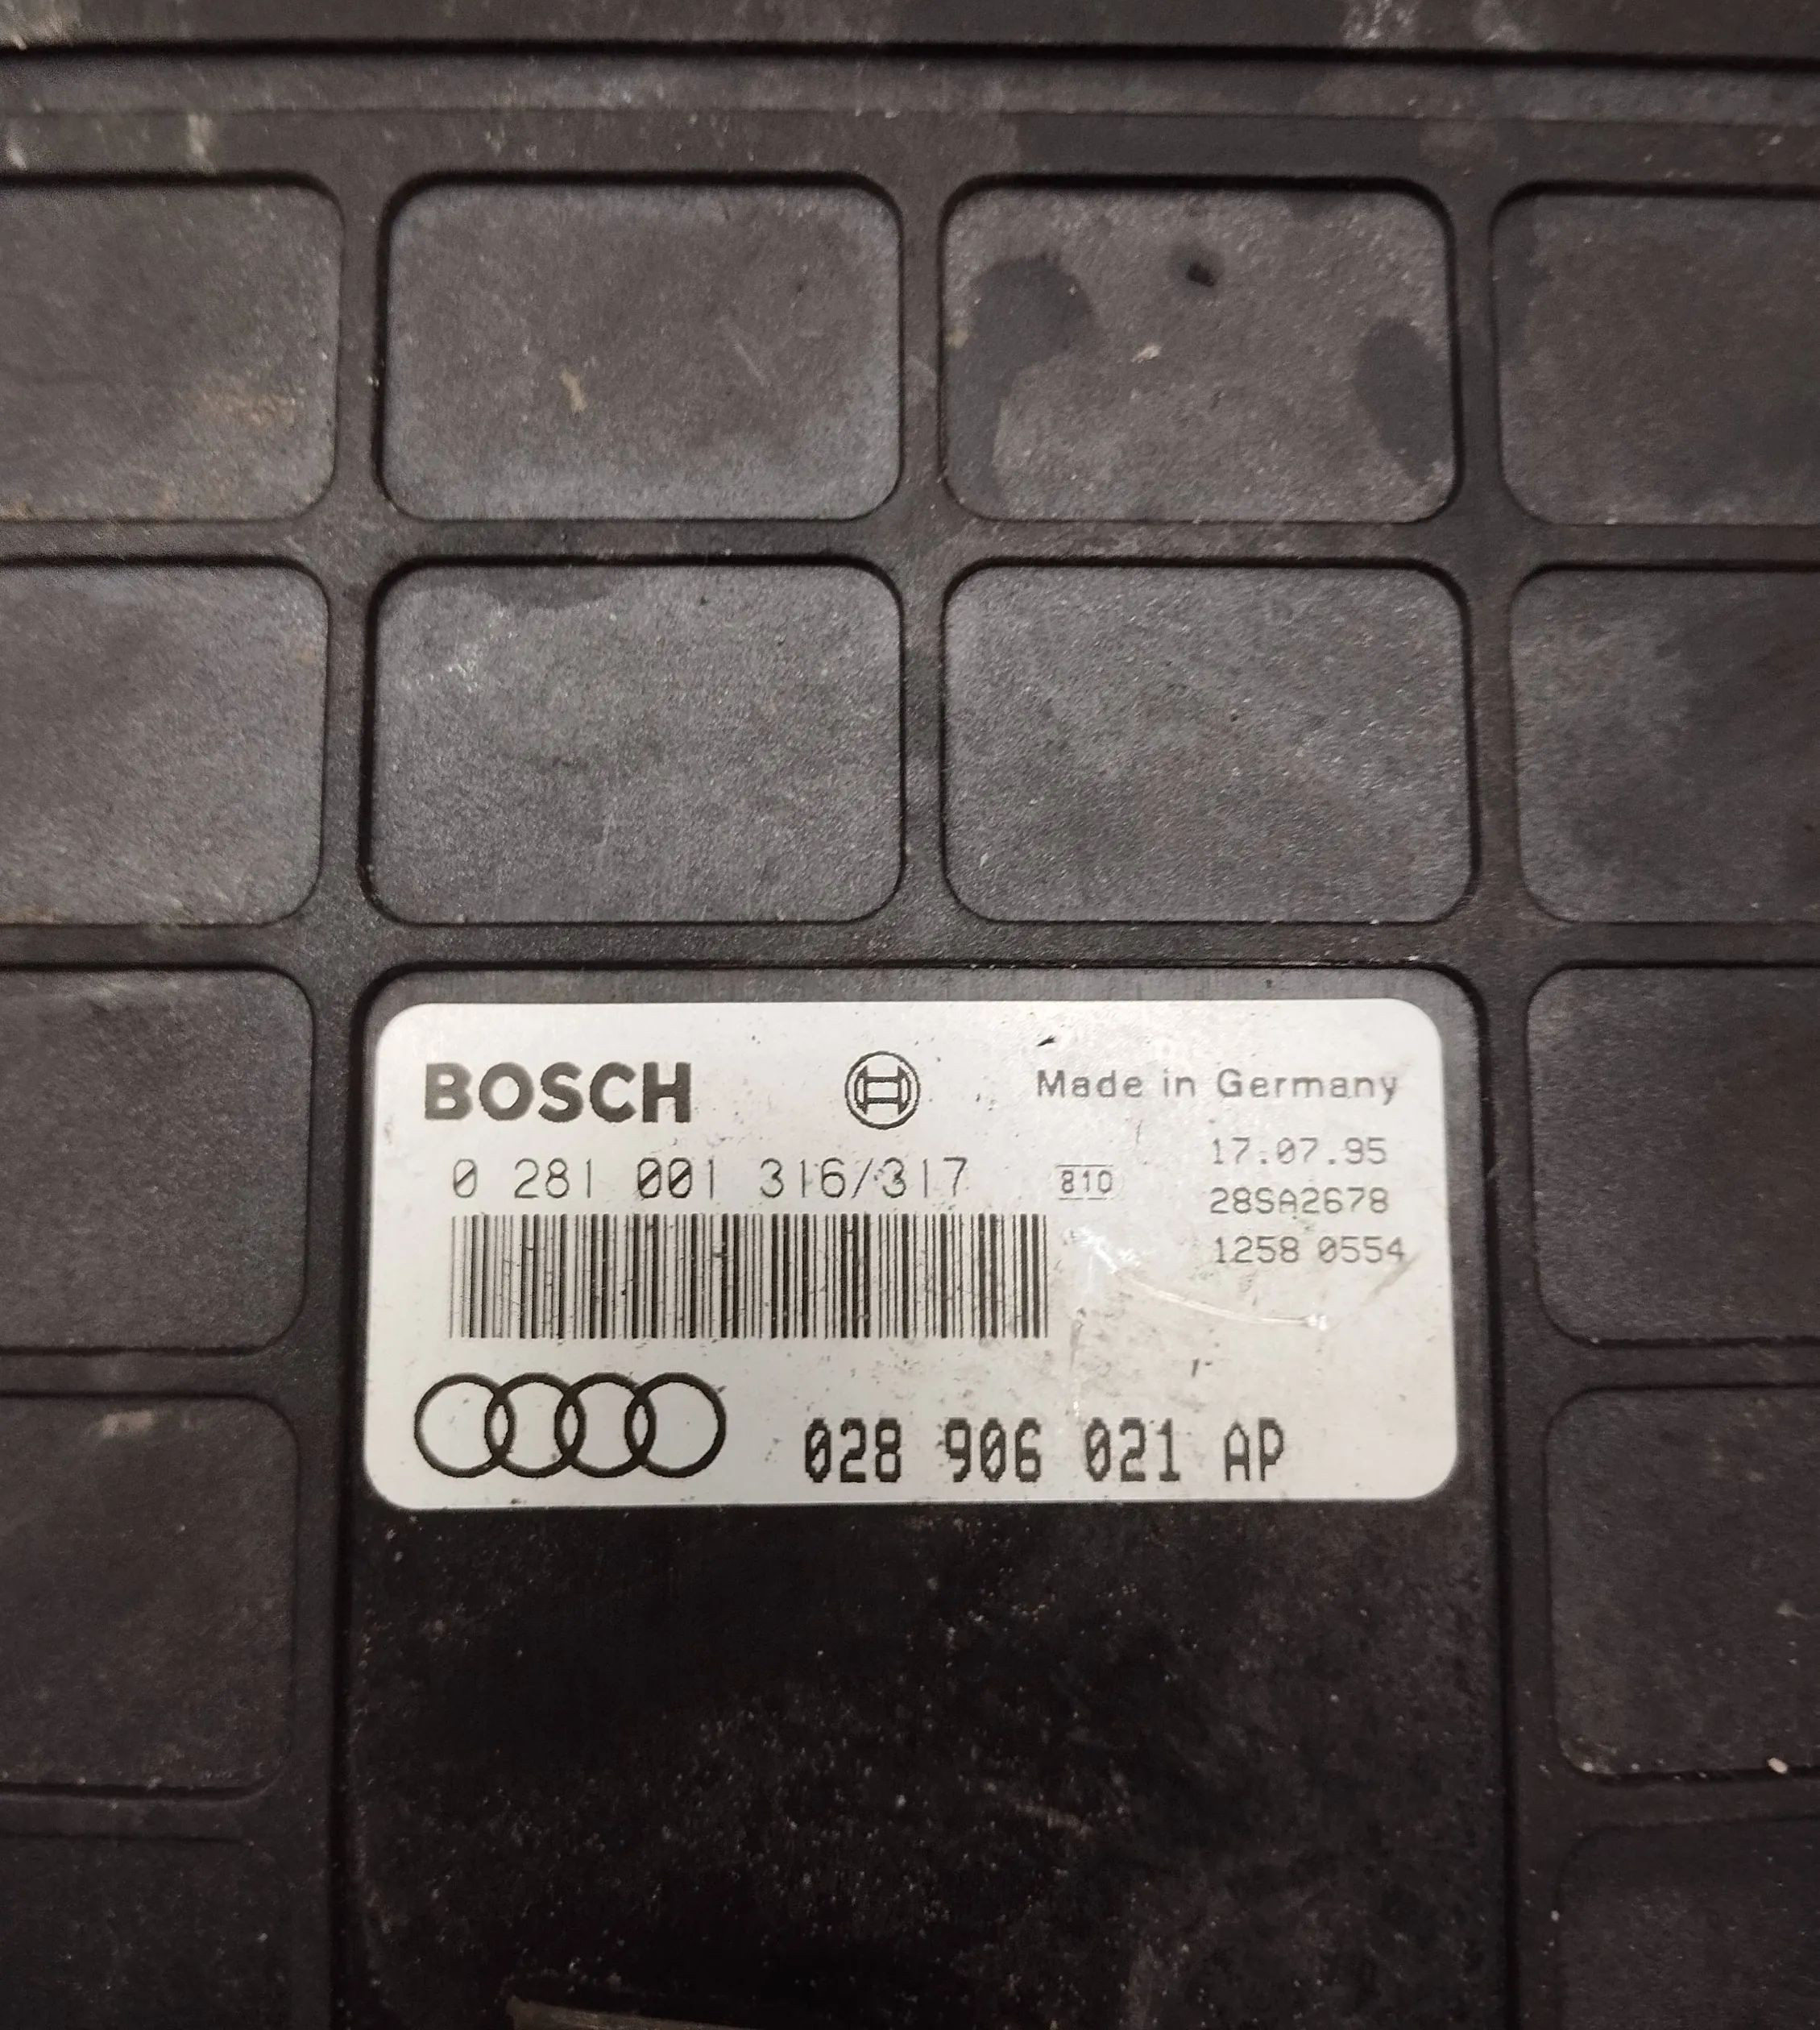 BOSCH
Made in Germany
0 281 001 316/317
810
17.07.95
28SA2678
1258 0554
028 906 021 AP